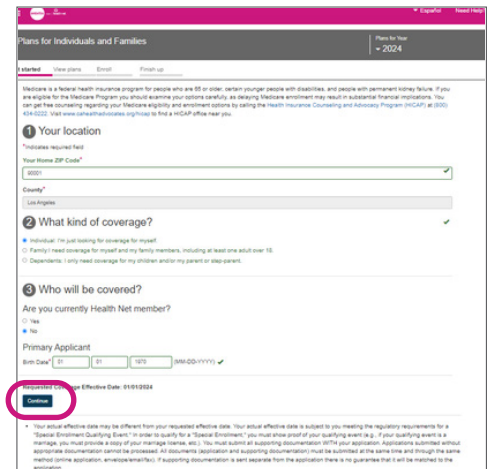 Español Need Help?
Plans for Individuals and Families
Plans for Year
2024
t started View plans Enroll Finish up
Medicare is a federal health insurance program for people who are 65 or older, certain younger people with disabilities, and people with permanent kidney failure. If you
are eligible for the Medicare Program you should examine your options carefully, as delaying Medicare enrollment may result in substantial financial implications. You
can get free counseling regarding your Medicare eligibility and enrollment options by calling the Health Insurance Counseling and Advocacy Program (HICAP) at (800)
434-0222. Visit www.cahealthadvocates.org/hicap to find a HICAP office near you.
1 Your location
*Indicates required field
Your Home ZIP Code*
90001
County*
Los Angeles
2 What kind of coverage?
Individual: I'm just looking for coverage for myself.
Family: I need coverage for myself and my family members, including at least one adult over 18.
Dependents: I only need coverage for my children and/or my parent or step-parent.
3 Who will be covered?
Are you currently Health Net member?
Yes
No
Primary Applicant
Birth Date* 01 01 1970 (MM-DD-YYYY)
Requested Coverage Effective Date: 01/01/2024
Continue
• Your actual effective date may be different from your requested effective date. Your actual effective date is subject to you meeting the regulatory requirements for a
"Special Enrollment Qualifying Event." In order to qualify for a "Special Enrollment," you must show proof of your qualifying event (e.g., if your qualifying event is a
marriage, you must provide a copy of your marriage license, etc.). You must submit all supporting documentation WITH your application. Applications submitted without
appropriate documentation cannot be processed. All documents (application and supporting documentation) must be submitted at the same time and through the same
method (online application, envelope/email/fax). If supporting documentation is sent separate from the application there is no guarantee that it will be matched to the
application.